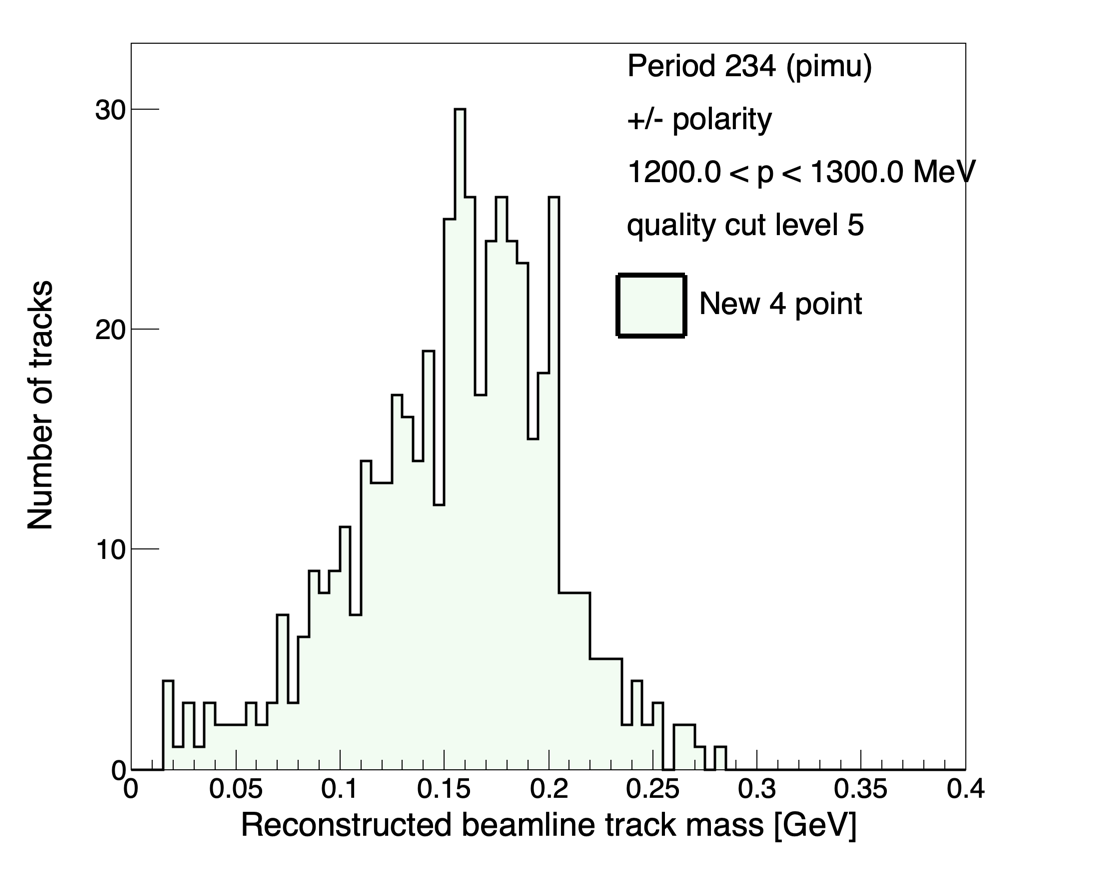 Period 234 (pimu)
+/- polarity
1200.0 < p < 1300.0 MeV
quality cut level 5
New 4 point
30
20
10
0
Number of tracks
0 0.05 0.1 0.15 0.2 0.25 0.3 0.35 0.4
Reconstructed beamline track mass [GeV]